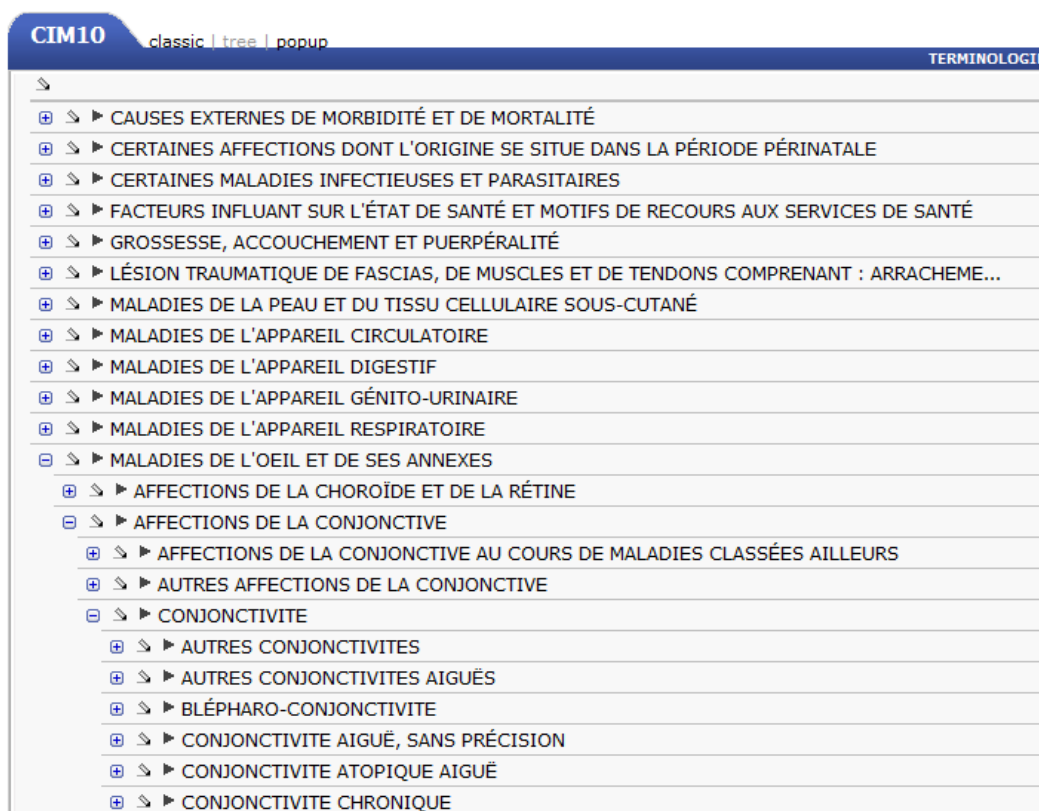 CIM10
classic | tree | popup
TERMINOLOGIE
CAUSES EXTERNES DE MORBIDITÉ ET DE MORTALITÉ
CERTAINES AFFECTIONS DONT L'ORIGINE SE SITUE DANS LA PÉRIODE PÉRINATALE
CERTAINES MALADIES INFECTIEUSES ET PARASITAIRES
FACTEURS INFLUANT SUR L'ÉTAT DE SANTÉ ET MOTIFS DE RECOURS AUX SERVICES DE SANTÉ
GROSSESSE, ACCOUCHEMENT ET PUERPÉRALITÉ
LÉSION TRAUMATIQUE DE FASCIAS, DE MUSCLES ET DE TENDONS COMPRENANT : ARRACHEME...
MALADIES DE LA PEAU ET DU TISSU CELLULAIRE SOUS-CUTANÉ
MALADIES DE L'APPAREIL CIRCULATOIRE
MALADIES DE L'APPAREIL DIGESTIF
MALADIES DE L'APPAREIL GÉNITO-URINAIRE
MALADIES DE L'APPAREIL RESPIRATOIRE
MALADIES DE L'OEIL ET DE SES ANNEXES
AFFECTIONS DE LA CHOROÏDE ET DE LA RÉTINE
AFFECTIONS DE LA CONJONCTIVE
AFFECTIONS DE LA CONJONCTIVE AU COURS DE MALADIES CLASSÉES AILLEURS
AUTRES AFFECTIONS DE LA CONJONCTIVE
CONJONCTIVITE
AUTRES CONJONCTIVITES
AUTRES CONJONCTIVITES AIGUËS
BLÉPHARO-CONJONCTIVITE
CONJONCTIVITE AIGUË, SANS PRÉCISION
CONJONCTIVITE ATOPIQUE AIGUË
CONJONCTIVITE CHRONIQUE